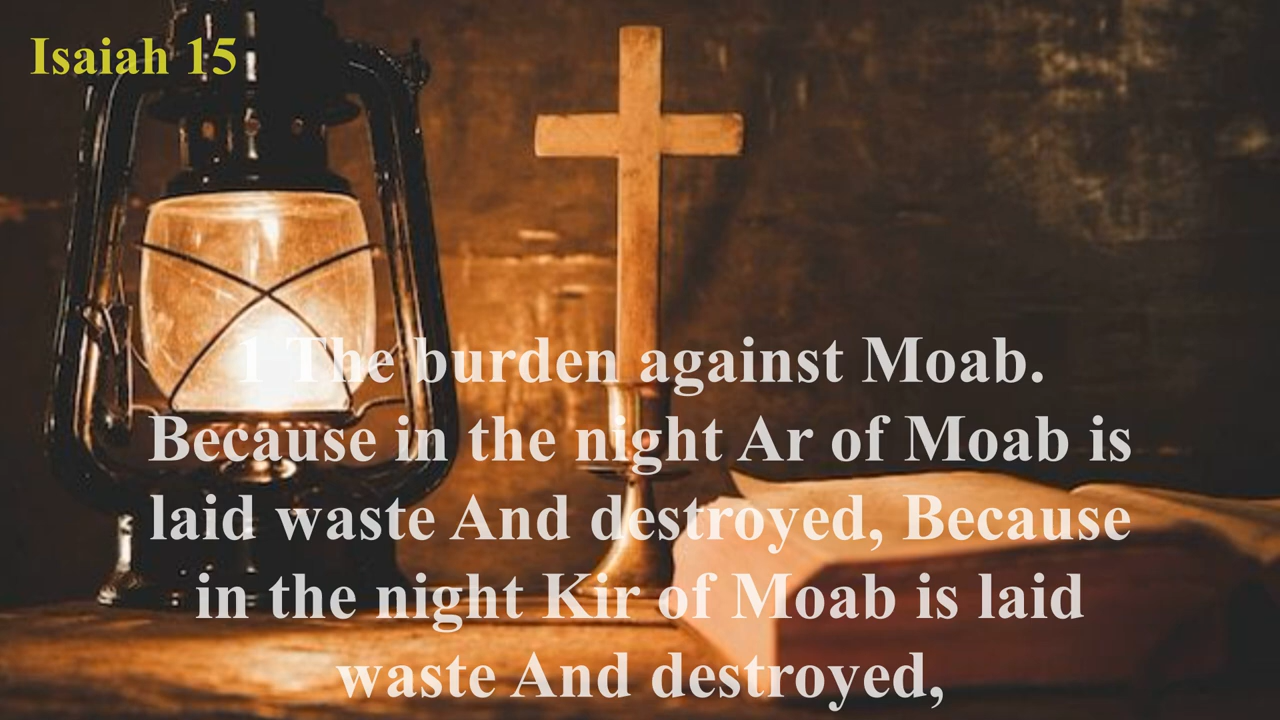 Isaiah 15
1 The burden against Moab.
Because in the night Ar of Moab is
laid waste And destroyed, Because
in the night Kir of Moab is laid
waste And destroyed,